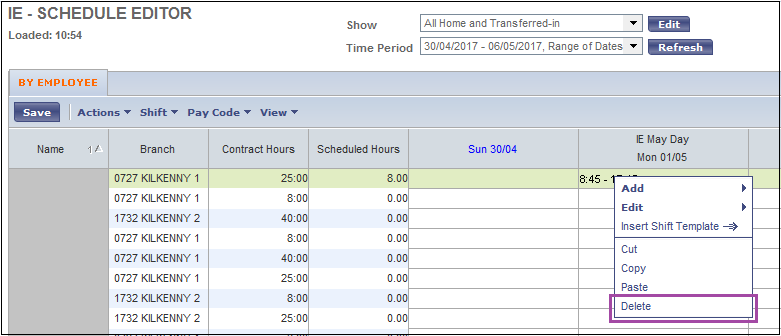 IE - SCHEDULE EDITOR
Loaded: 10:54
Show All Home and Transferred-in Edit
Time Period 30/04/2017 - 06/05/2017, Range of Dates Refresh
BY EMPLOYEE
Save Actions Shift Pay Code View
Name 1/ Branch Contract Hours Scheduled Hours Sun 30/04 IE May Day
Mon 01/05
0727 KILKENNY 1 25:00 8.00 8:45 -
0727 KILKENNY 1 8:00 0.00
1732 KILKENNY 2 40:00 0.00
0727 KILKENNY 1 8:00 0.00
0727 KILKENNY 1 40:00 0.00
0727 KILKENNY 1 25:00 0.00
1732 KILKENNY 2 8:00 0.00
1732 KILKENNY 2 25:00 0.00
Add
Edit
Insert Shift Template
Cut
Copy
Paste
Delete